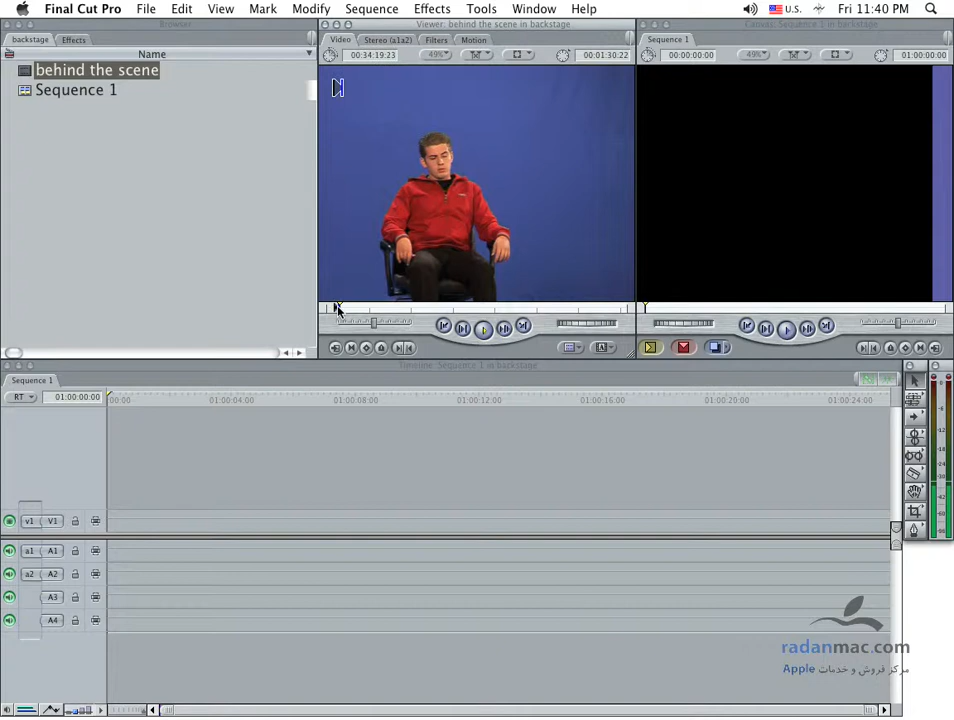 Final Cut Pro File Edit View Mark Modify Sequence Effects Tools Window Help U.S. Fri 11:40 PM
Browser Viewer: behind the scene in backstage Canvas: Sequence 1 in backstage
backstage Effects Video Stereo (a1a2) Filters Motion Sequence 1
Name 00:34:19:23 49% 00:01:30:22 00:00:00:00 49% 01:00:00:00
behind the scene
Sequence 1
Timeline: Sequence 1 in backstage
Sequence 1
RT 01:00:00:00 00:00 01:00:04:00 01:00:08:00 01:00:12:00 01:00:16:00 01:00:20:00 01:00:24:00
v1 V1
a1 A1
a2 A2
A3
A4
radanmac.com
مرکز فروش و خدمات Apple